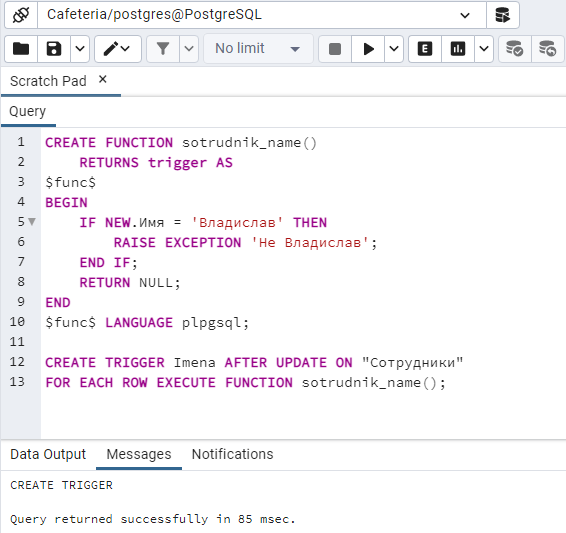 Cafeteria/postgres@PostgreSQL
No limit
E
Scratch Pad ×
Query
1 CREATE FUNCTION sotrudnik_name()
2     RETURNS trigger AS
3 $func$
4 BEGIN
5     IF NEW.Имя = 'Владислав' THEN
6         RAISE EXCEPTION 'Не Владислав';
7     END IF;
8     RETURN NULL;
9 END
10 $func$ LANGUAGE plpgsql;
11
12 CREATE TRIGGER Imena AFTER UPDATE ON "Сотрудники"
13 FOR EACH ROW EXECUTE FUNCTION sotrudnik_name();
Data Output Messages Notifications
CREATE TRIGGER
Query returned successfully in 85 msec.